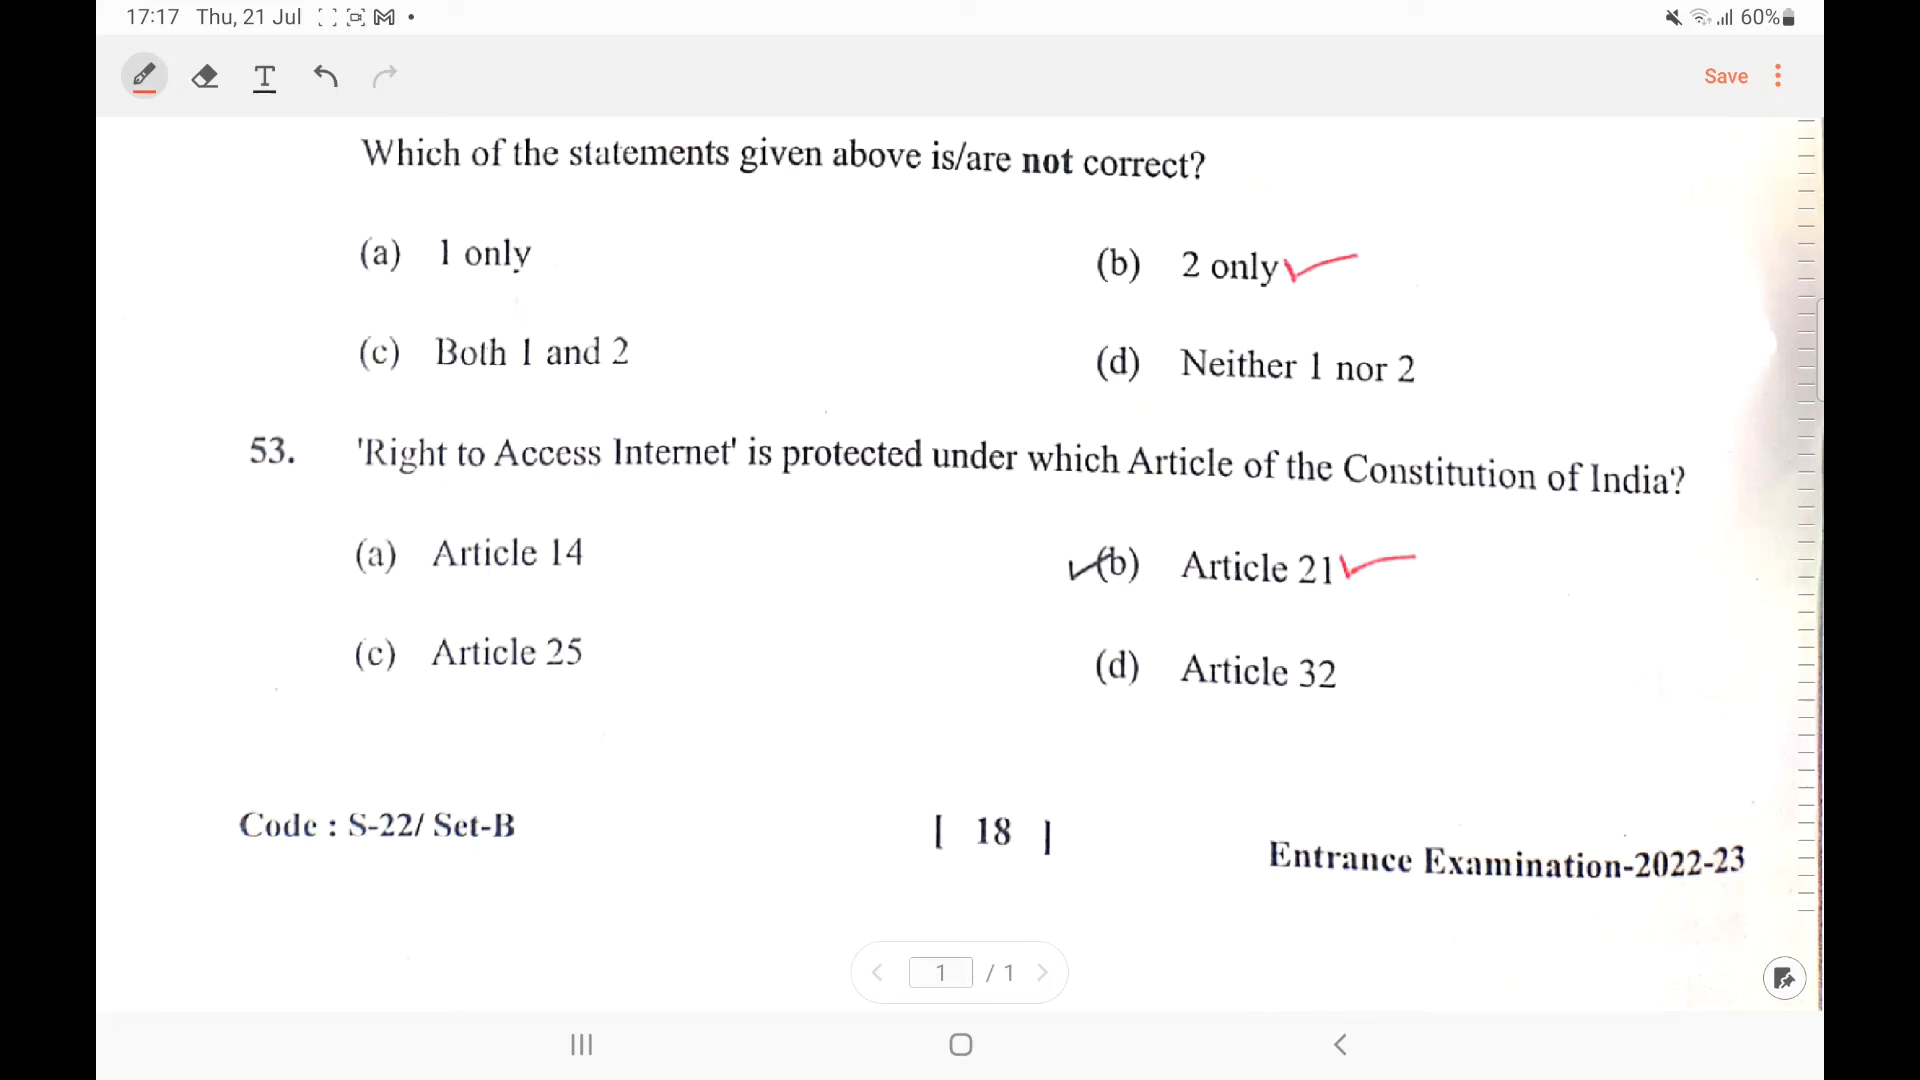 17:17 Thu, 21 Jul
60%
T
Save
Which of the statements given above is/are not correct?
(a) 1 only
(b) 2 only
(c) Both 1 and 2
(d) Neither 1 nor 2
53. 'Right to Access Internet' is protected under which Article of the Constitution of India?
(a) Article 14
(b) Article 21
(c) Article 25
(d) Article 32
Code : S-22/ Set-B
[ 18 ]
Entrance Examination-2022-23
1 / 1